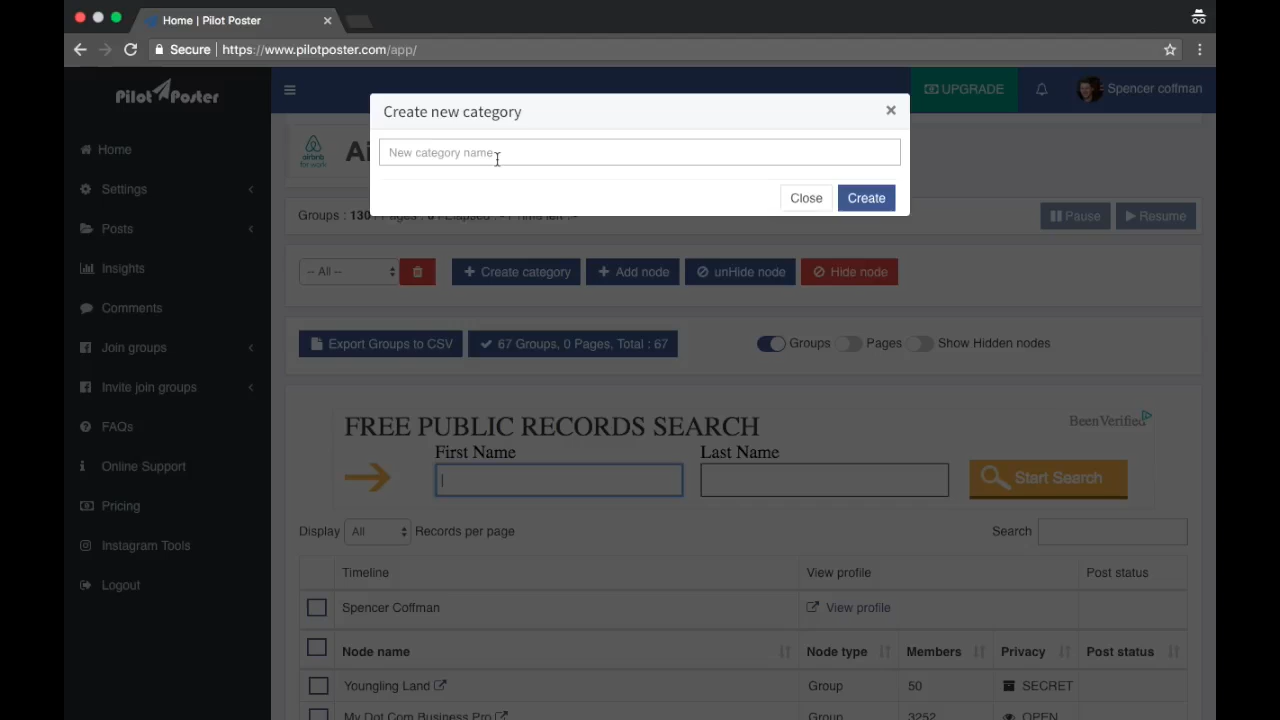 Home | Pilot Poster
Secure | https://www.pilotposter.com/app/
Pilot Poster
UPGRADE
Spencer coffman
Create new category
New category name
Close
Create
Home
Settings
Posts
Insights
Comments
Join groups
Invite join groups
FAQs
Online Support
Pricing
Instagram Tools
Logout
airbnb
for work
Groups : 130
Pause
Resume
-- All --
Create category
Add node
unHide node
Hide node
Export Groups to CSV
67 Groups, 0 Pages, Total : 67
Groups
Pages
Show Hidden nodes
FREE PUBLIC RECORDS SEARCH
BeenVerified
First Name
Last Name
Start Search
Display All Records per page
Search
Timeline View profile Post status
Spencer Coffman View profile
Node name Node type Members Privacy Post status
Youngling Land Group 50 SECRET
My Dot Com Business Pro Group 3252 OPEN